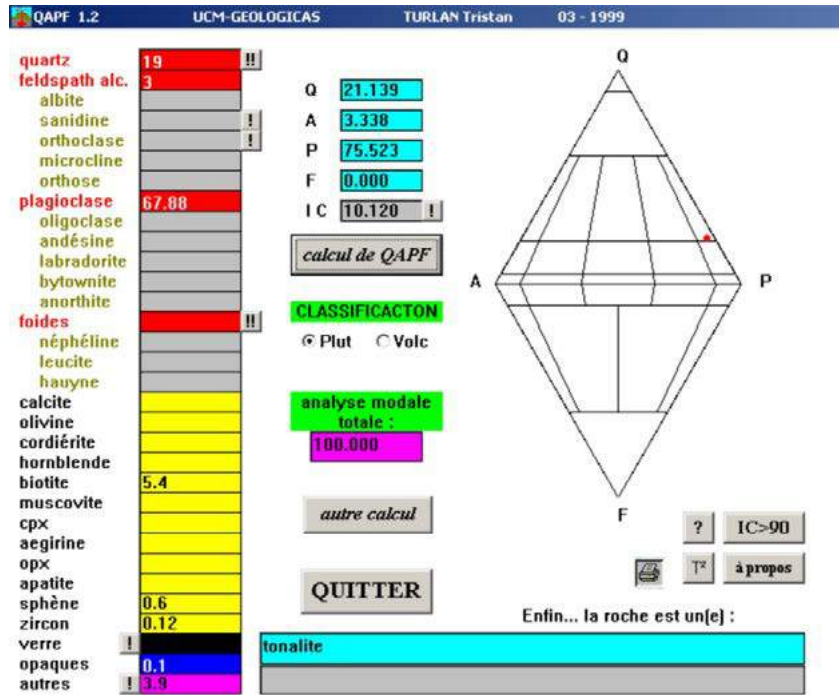 QAPF 1.2 UCM-GEOLOGICAS TURLAN Tristan 03 - 1999
quartz 19 !!
feldspath alc. 3
albite
sanidine !
orthoclase !
microcline
orthose
plagioclase 67.88
oligoclase
andésine
labradorite
bytownite
anorthite
foides !!
néphéline
leucite
hauyne
calcite
olivine
cordiérite
hornblende
biotite 5.4
muscovite
cpx
aegirine
opx
apatite
sphène 0.6
zircon 0.12
verre !
opaques 0.1
autres ! 3.9
Q 21.139
A 3.338
P 75.523
F 0.000
I C 10.120 !
calcul de QAPF
CLASSIFICACTON
Plut Volc
analyse modale
totale :
100.000
autre calcul
QUITTER
Q
A P
F
? IC>90
T² à propos
Enfin... la roche est un(e) :
tonalite